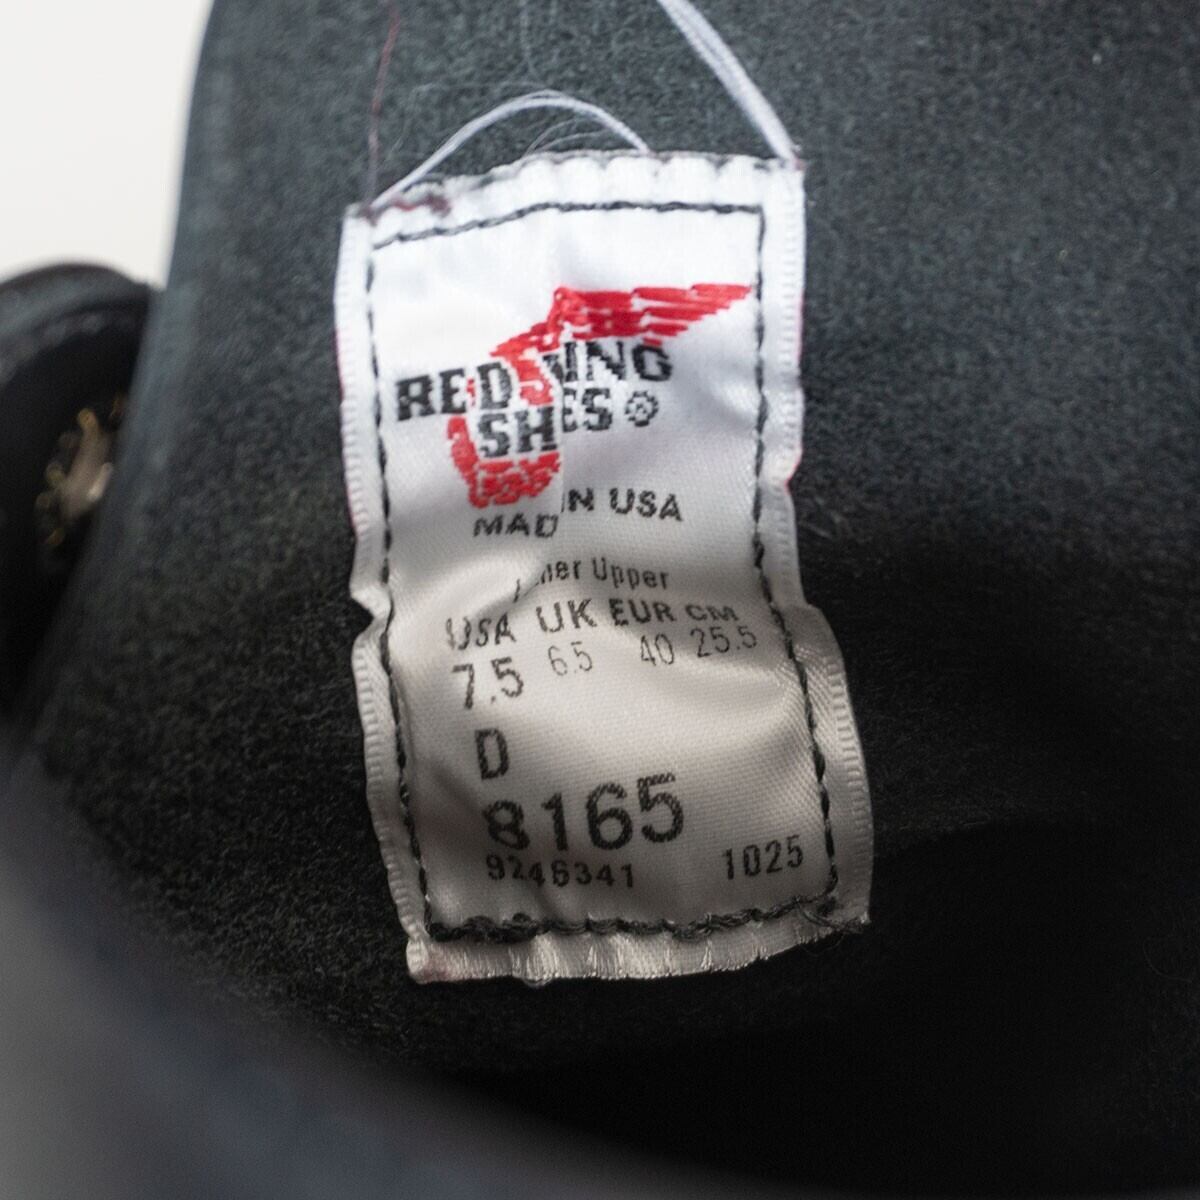 RED WING
SHOES ®
MADE IN USA
Upper
USA UK EUR CM
7.5 6.5 40 25.5
D
8165
9246341 1025